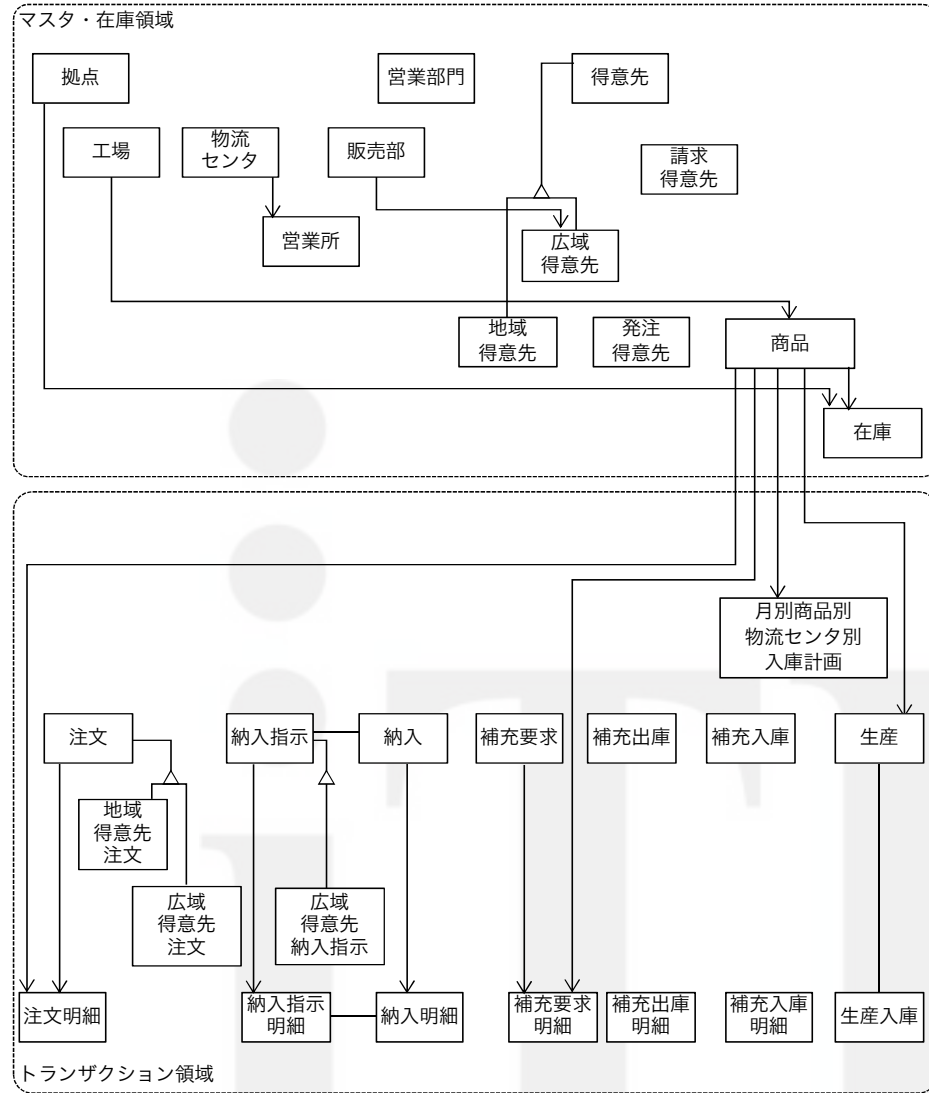 マスタ・在庫領域
拠点
営業部門
得意先
工場
物流
センタ
販売部
請求
得意先
営業所
広域
得意先
地域
得意先
発注
得意先
商品
在庫
月別商品別
物流センタ別
入庫計画
注文
納入指示
納入
補充要求
補充出庫
補充入庫
生産
地域
得意先
注文
広域
得意先
注文
広域
得意先
納入指示
注文明細
納入指示
明細
納入明細
補充要求
明細
補充出庫
明細
補充入庫
明細
生産入庫
トランザクション領域